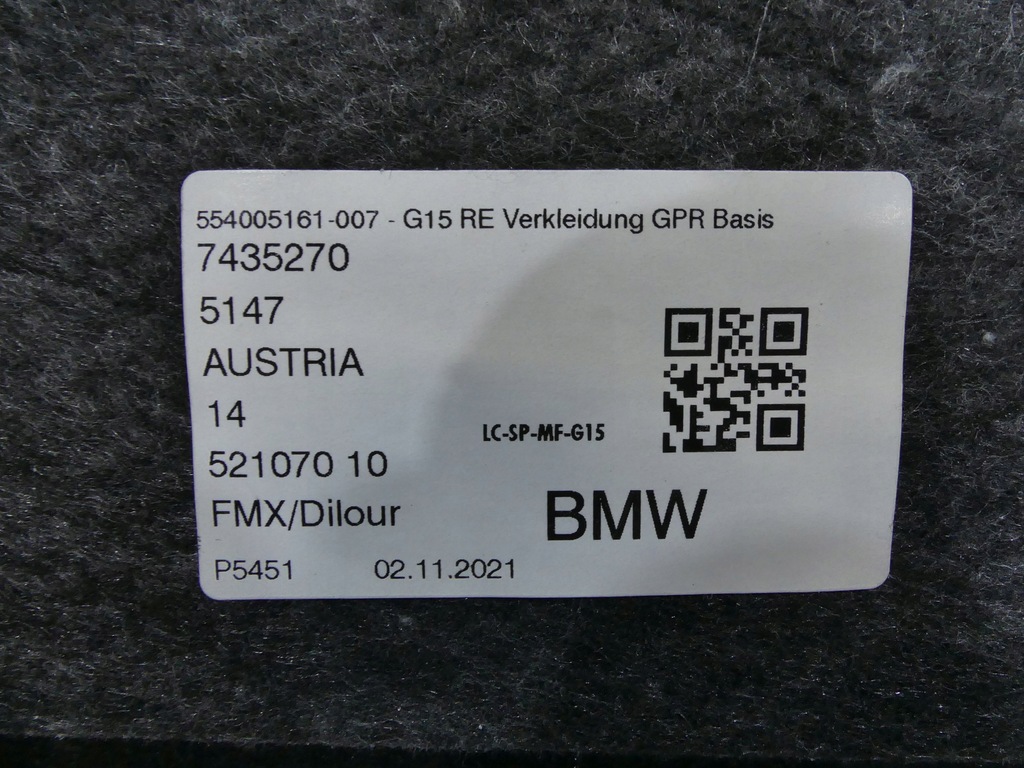 554005161-007 - G15 RE Verkleidung GPR Basis
7435270
5147
AUSTRIA
14
LC-SP-MF-G15
521070 10
FMX/Dilour
BMW
P5451 02.11.2021